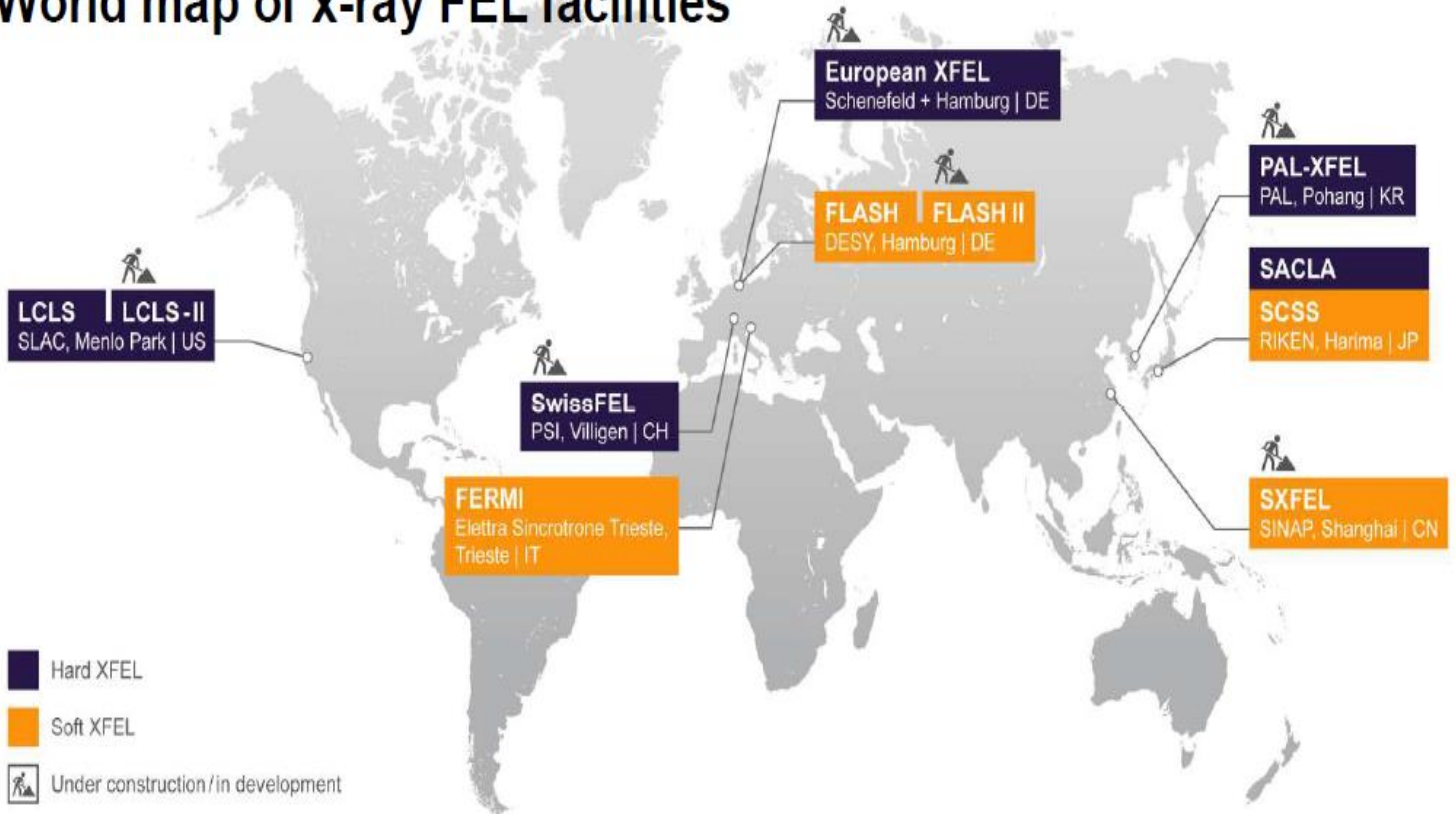 World map of x-ray FEL facilities
European XFEL
Schenefeld + Hamburg | DE
PAL-XFEL
PAL, Pohang | KR
FLASH | FLASH II
DESY, Hamburg | DE
SACLA
SCSS
RIKEN, Harima | JP
LCLS | LCLS-II
SLAC, Menlo Park | US
SwissFEL
PSI, Villigen | CH
FERMI
Elettra Sincrotrone Trieste,
Trieste | IT
SXFEL
SINAP, Shanghai | CN
Hard XFEL
Soft XFEL
Under construction/in development